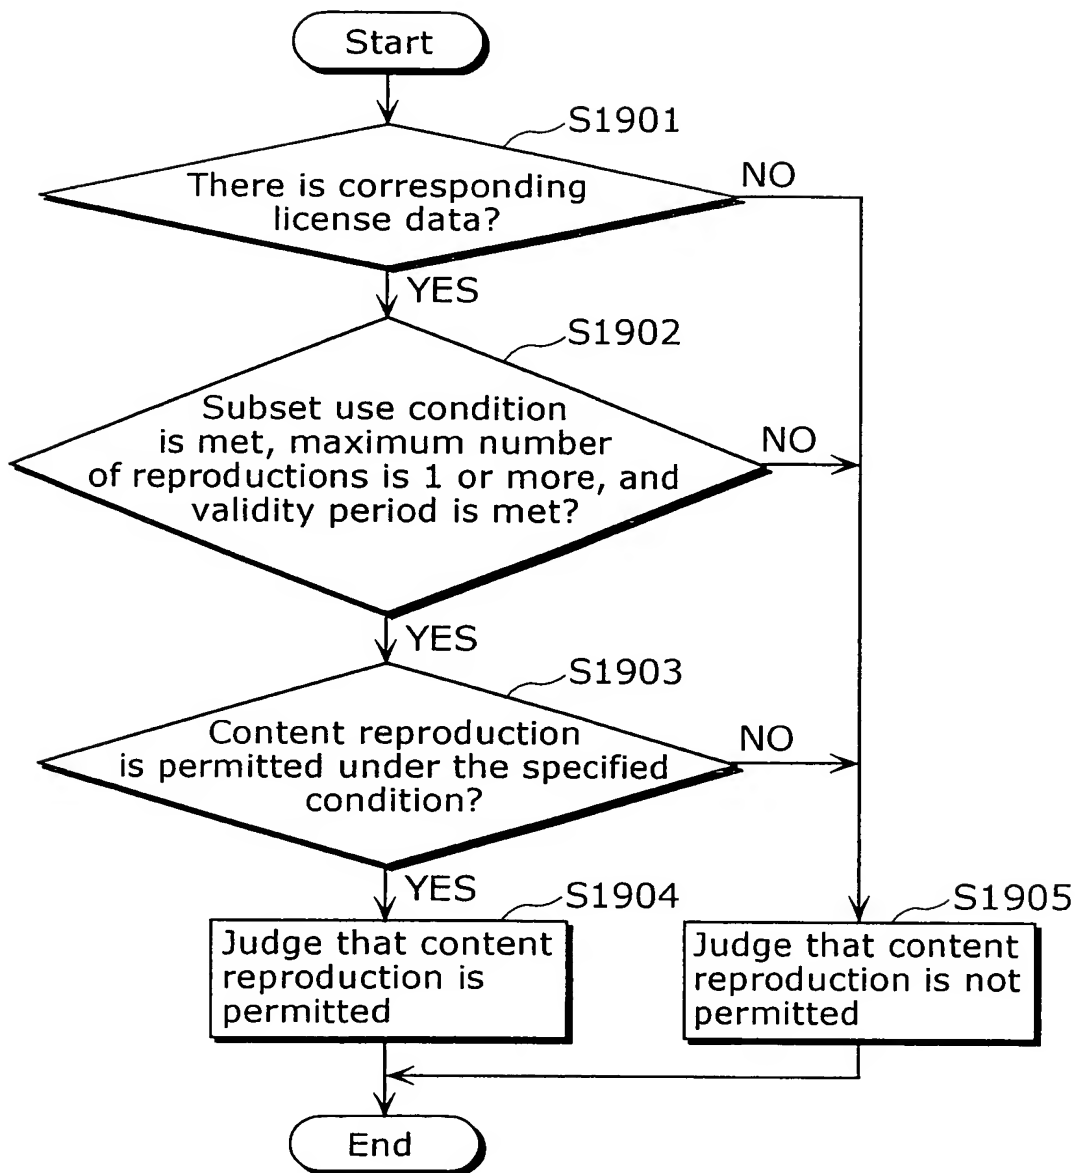 Start
S1901
There is corresponding
license data?
NO
YES
S1902
Subset use condition
is met, maximum number
of reproductions is 1 or more, and
validity period is met?
NO
YES
S1903
Content reproduction
is permitted under the specified
condition?
NO
YES
S1904
Judge that content
reproduction is
permitted
S1905
Judge that content
reproduction is not
permitted
End